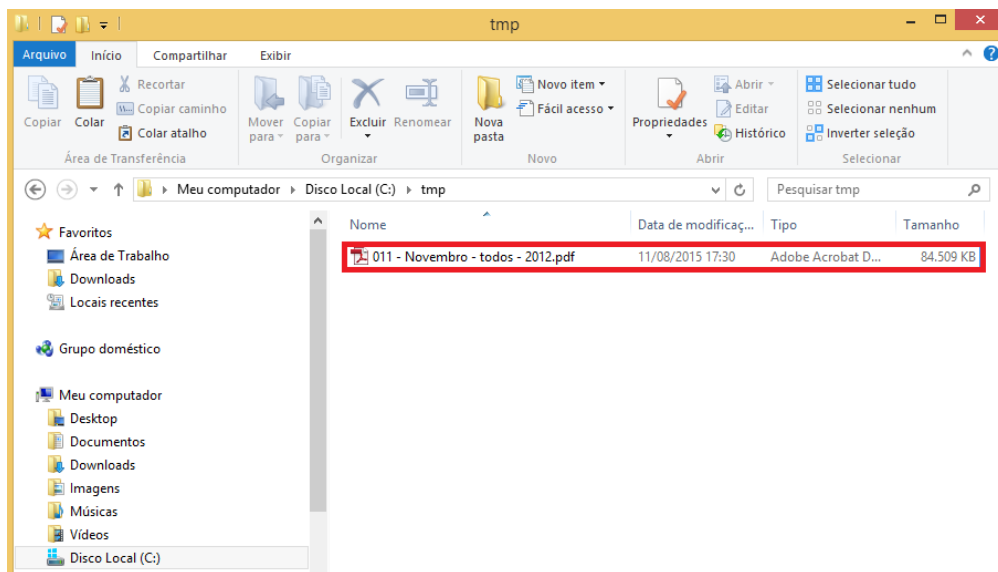 tmp
Arquivo Início Compartilhar Exibir
Copiar
Colar
Recortar
Copiar caminho
Colar atalho
Área de Transferência
Mover para
Copiar para
Excluir
Renomear
Organizar
Nova pasta
Novo item
Fácil acesso
Novo
Propriedades
Abrir
Editar
Histórico
Abrir
Selecionar tudo
Selecionar nenhum
Inverter seleção
Selecionar
Meu computador Disco Local (C:) tmp
Pesquisar tmp
Favoritos
Área de Trabalho
Downloads
Locais recentes
Grupo doméstico
Meu computador
Desktop
Documentos
Downloads
Imagens
Músicas
Vídeos
Disco Local (C:)
Nome Data de modificaç... Tipo Tamanho
011 - Novembro - todos - 2012.pdf 11/08/2015 17:30 Adobe Acrobat D... 84.509 KB